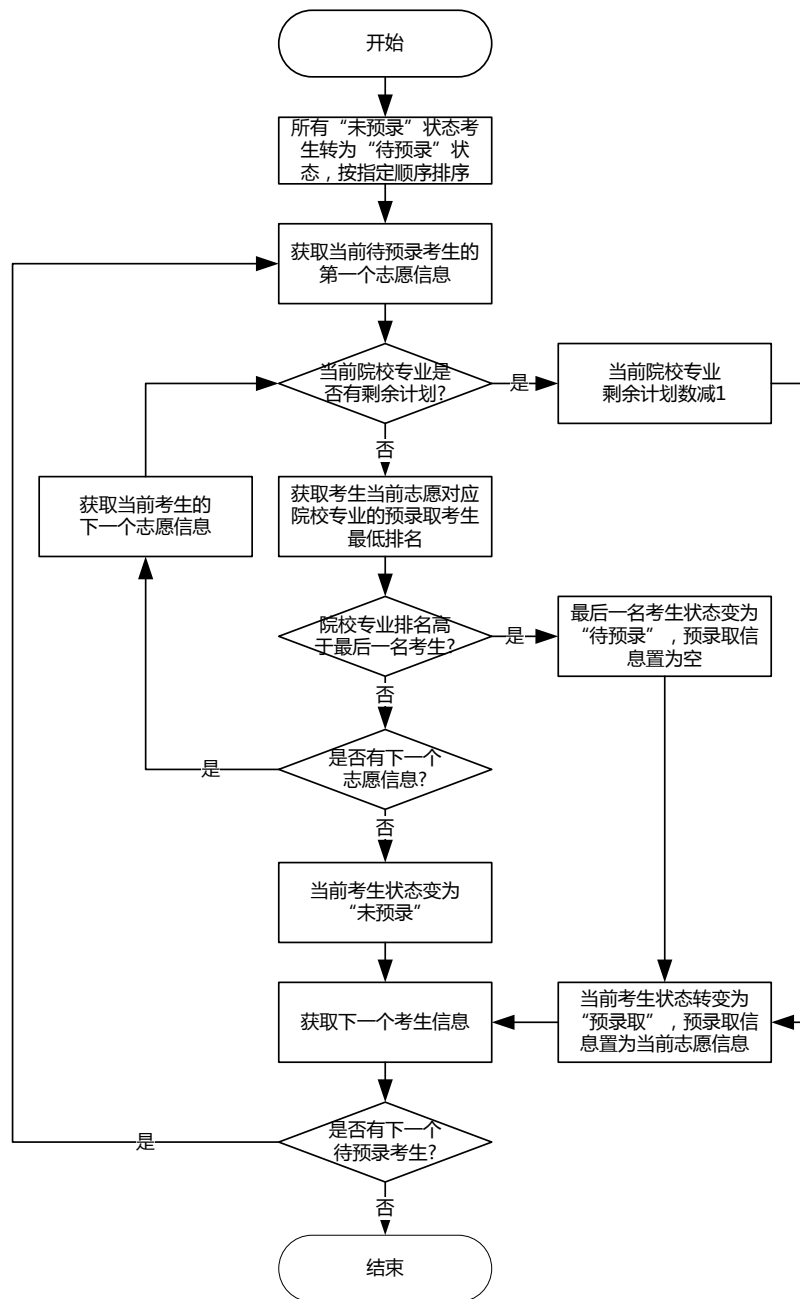 开始
所有“未预录”状态考
生转为“待预录”状
态，按指定顺序排序
获取当前待预录考生的
第一个志愿信息
当前院校专业是
否有剩余计划?
是
当前院校专业
剩余计划数减1
否
获取当前考生的
下一个志愿信息
获取考生当前志愿对应
院校专业的预录取考生
最低排名
院校专业排名高
于最后一名考生?
是
最后一名考生状态变为
“待预录”，预录取信
息置为空
否
是否有下一个
志愿信息?
是
否
当前考生状态变为
“未预录”
获取下一个考生信息
当前考生状态转变为
“预录取”，预录取信
息置为当前志愿信息
是否有下一个
待预录考生?
是
否
结束